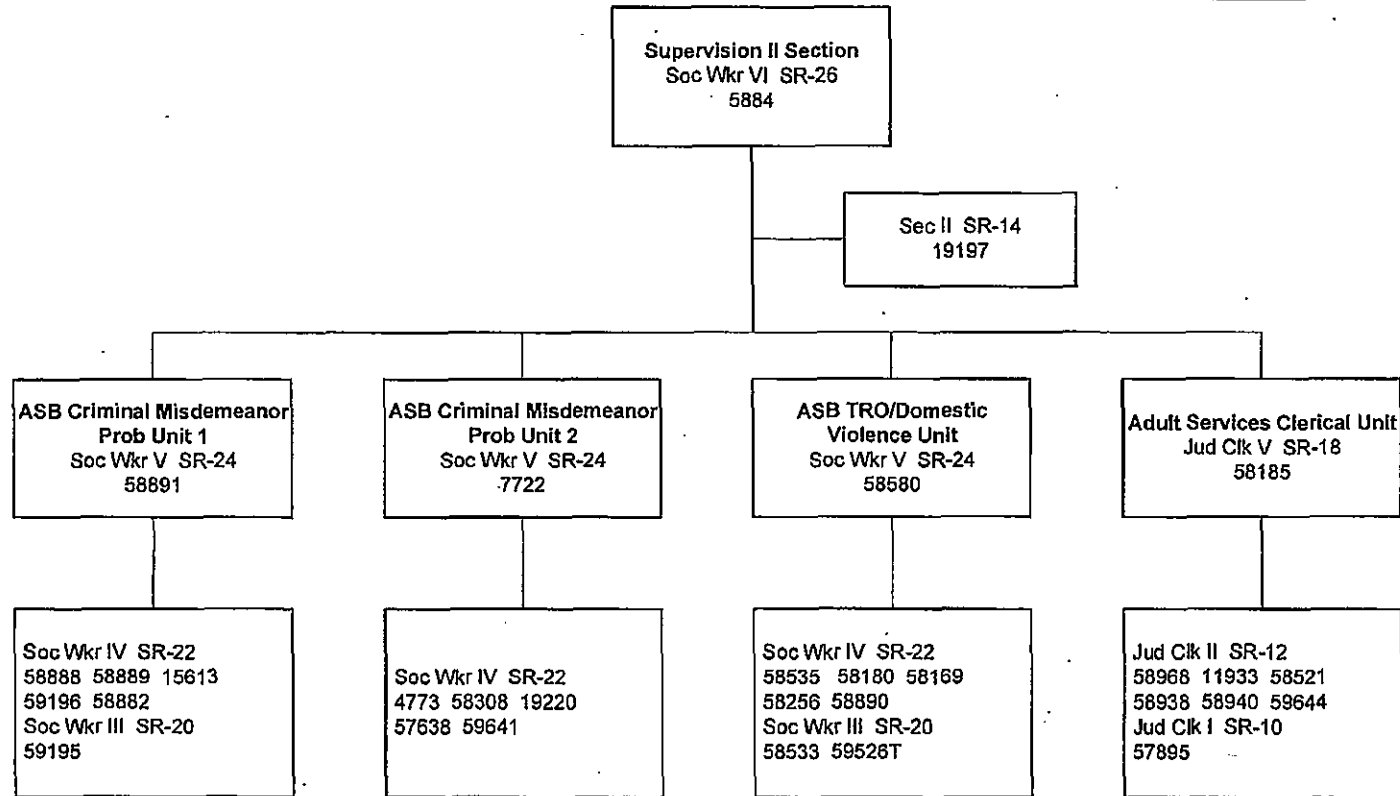 Supervision II Section
Soc Wkr VI SR-26
5884
Sec II SR-14
19197
ASB Criminal Misdemeanor
Prob Unit 1
Soc Wkr V SR-24
58891
ASB Criminal Misdemeanor
Prob Unit 2
Soc Wkr V SR-24
7722
ASB TRO/Domestic
Violence Unit
Soc Wkr V SR-24
58580
Adult Services Clerical Unit
Jud Clk V SR-18
58185
Soc Wkr IV SR-22
58888 58889 15613
59196 58882
Soc Wkr III SR-20
59195
Soc Wkr IV SR-22
4773 58308 19220
57638 59641
Soc Wkr IV SR-22
58535 58180 58169
58256 58890
Soc Wkr III SR-20
58533 59526T
Jud Clk II SR-12
58968 11933 58521
58938 58940 59644
Jud Clk I SR-10
57895